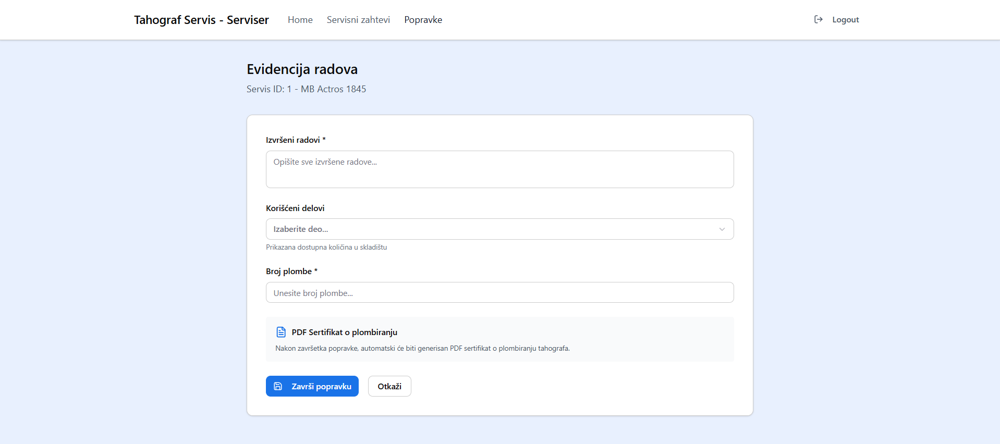 Tahograf Servis - Serviser Home Servisni zahtevi Popravke Logout
Evidencija radova
Servis ID: 1 - MB Actros 1845
Izvršeni radovi *
Opišite sve izvršene radove...
Korišćeni delovi
Izaberite deo...
Prikazana dostupna količina u skladištu
Broj plombe *
Unesite broj plombe...
PDF Sertifikat o plombiranju
Nakon završetka popravke, automatski će biti generisan PDF sertifikat o plombiranju tahografa.
Završi popravku Otkaži